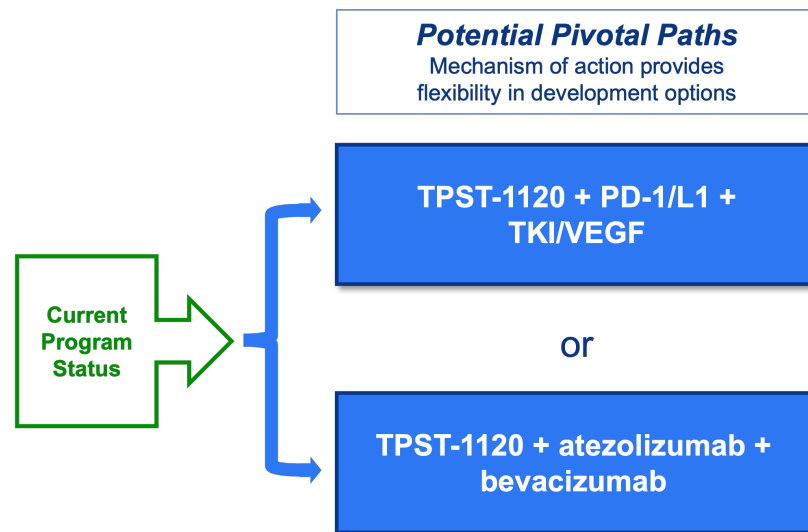 Potential Pivotal Paths
Mechanism of action provides
flexibility in development options
TPST-1120 + PD-1/L1 +
TKI/VEGF
Current
Program
Status
or
TPST-1120 + atezolizumab +
bevacizumab